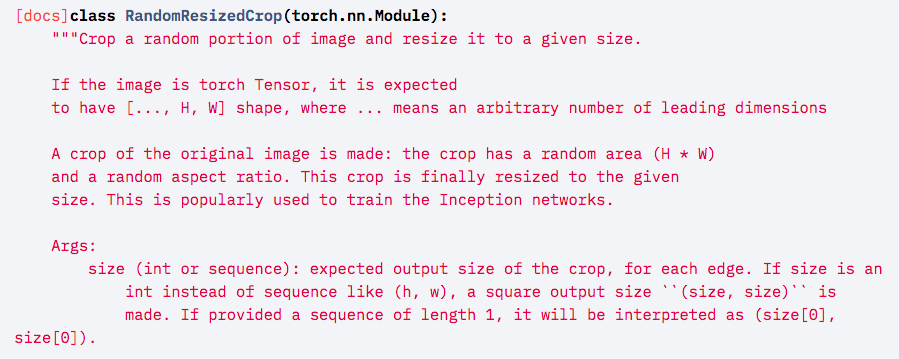 [docs]class RandomResizedCrop(torch.nn.Module):
"""Crop a random portion of image and resize it to a given size.
If the image is torch Tensor, it is expected
to have [..., H, W] shape, where ... means an arbitrary number of leading dimensions
A crop of the original image is made: the crop has a random area (H * W)
and a random aspect ratio. This crop is finally resized to the given
size. This is popularly used to train the Inception networks.
Args:
size (int or sequence): expected output size of the crop, for each edge. If size is an
int instead of sequence like (h, w), a square output size ``(size, size)`` is
made. If provided a sequence of length 1, it will be interpreted as (size[0],
size[0]).